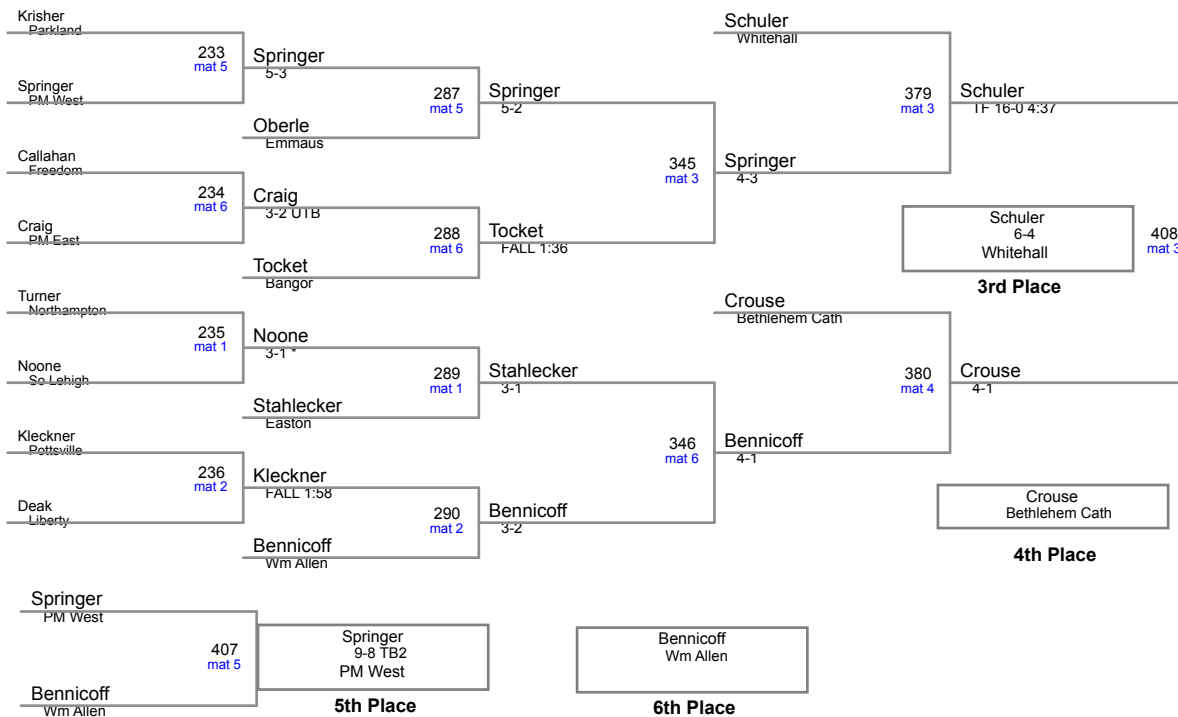 Krisher
Parkland
233
mat 5
Springer
PM West
Springer
5-3
287
mat 5
Oberle
Emmaus
Springer
5-2
Callahan
Freedom
234
mat 6
Craig
PM East
Craig
3-2 UTB
288
mat 6
Tocket
Bangor
Tocket
FALL 1:36
345
mat 3
Springer
4-3
Schuler
Whitehall
379
mat 3
Schuler
TF 16-0 4:37
Schuler
6-4
Whitehall
3rd Place
408
mat 3
Turner
Northampton
235
mat 1
Noone
So Lehigh
Noone
3-1 *
289
mat 1
Stahlecker
Easton
Stahlecker
3-1
Kleckner
Pottsville
236
mat 2
Deak
Liberty
Kleckner
FALL 1:58
290
mat 2
Bennicoff
Wm Allen
Bennicoff
3-2
346
mat 6
Bennicoff
4-1
Crouse
Bethlehem Cath
380
mat 4
Crouse
4-1
Crouse
Bethlehem Cath
4th Place
Springer
PM West
407
mat 5
Bennicoff
Wm Allen
Springer
9-8 TB2
PM West
5th Place
Bennicoff
Wm Allen
6th Place